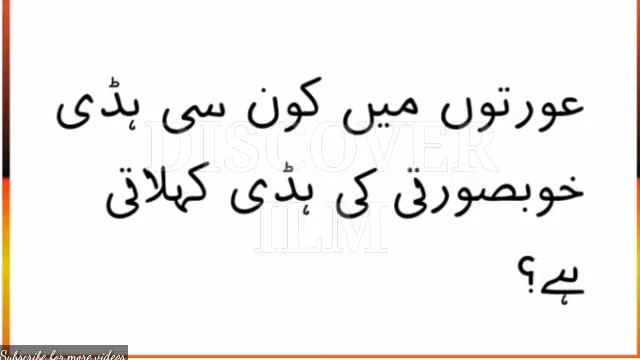 عورتوں میں کون سی ہڈی
خوبصورتی کی ہڈی کہلاتی
ہے؟
DISCOVER
ILM
Subscribe for more videos